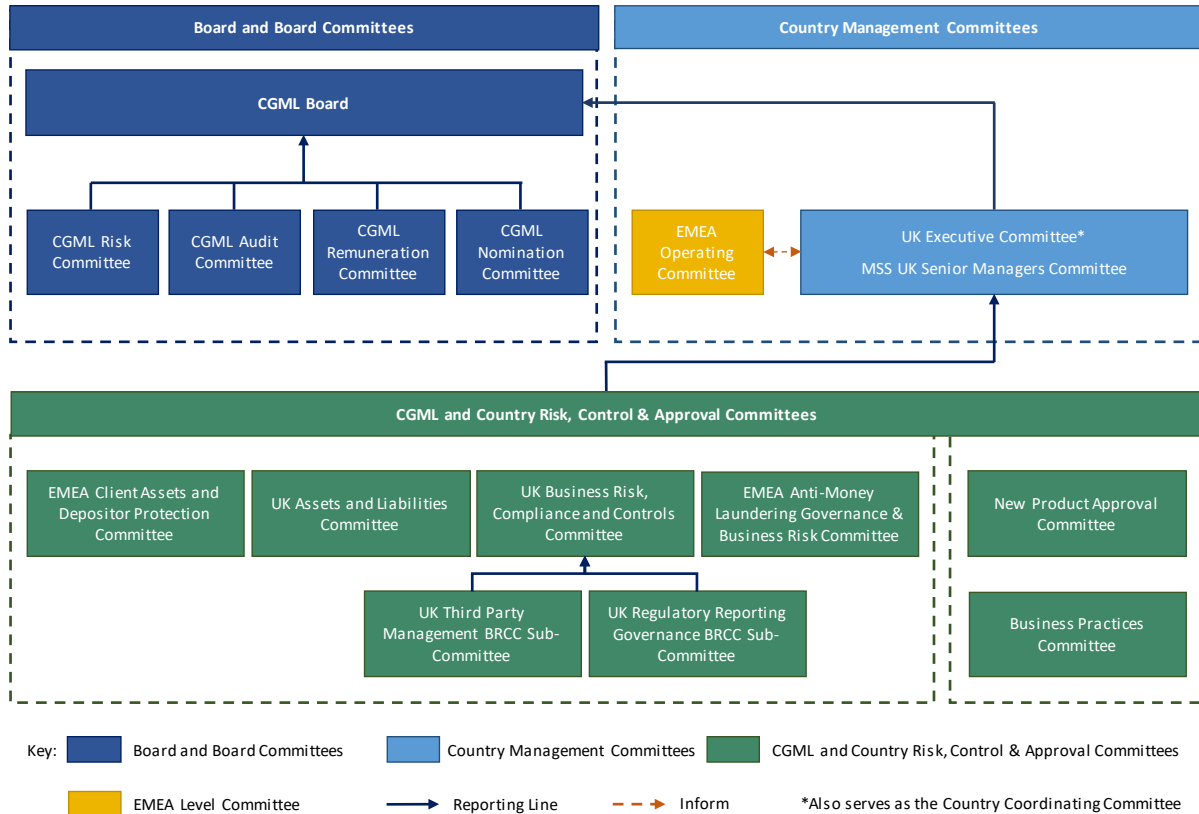 Board and Board Committees
Country Management Committees
CGML Board
CGML Risk
Committee
CGML Audit
Committee
CGML
Remuneration
Committee
CGML
Nomination
Committee
EMEA
Operating
Committee
UK Executive Committee*
MSS UK Senior Managers Committee
CGML and Country Risk, Control & Approval Committees
EMEA Client Assets and
Depositor Protection
Committee
UK Assets and Liabilities
Committee
UK Business Risk,
Compliance and Controls
Committee
EMEA Anti-Money
Laundering Governance &
Business Risk Committee
New Product Approval
Committee
UK Third Party
Management BRCC Sub-
Committee
UK Regulatory Reporting
Governance BRCC Sub-
Committee
Business Practices
Committee
Key:
Board and Board Committees
Country Management Committees
CGML and Country Risk, Control & Approval Committees
EMEA Level Committee
Reporting Line
Inform
*Also serves as the Country Coordinating Committee